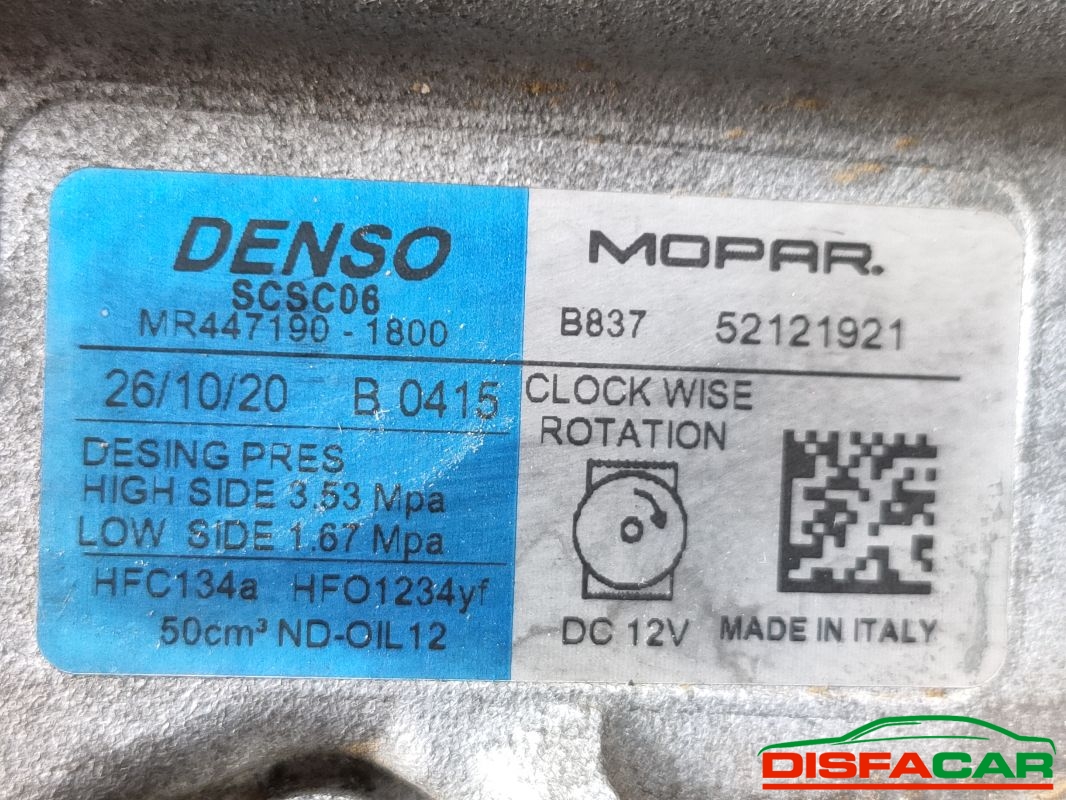 DENSO
SCSC06
MR447190 - 1800
26/10/20 B 0415
DESING PRES
HIGH SIDE 3.53 Mpa
LOW SIDE 1.67 Mpa
HFC134a HFO1234yf
50cm³ ND-OIL12
MOPAR.
B837 52121921
CLOCK WISE
ROTATION
DC 12V MADE IN ITALY
DISFACAR